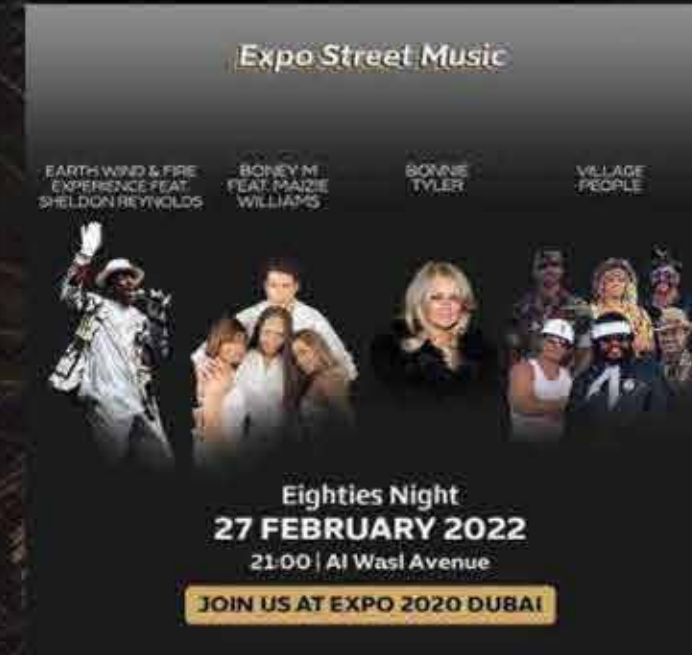 Expo Street Music
EARTH WIND & FIRE
EXPERIENCE FEAT.
SHELDON REYNOLDS
BONEY M
FEAT. MAIZIE
WILLIAMS
BONNIE
TYLER
VILLAGE
PEOPLE
Eighties Night
27 FEBRUARY 2022
21:00 | Al Wasl Avenue
JOIN US AT EXPO 2020 DUBAI